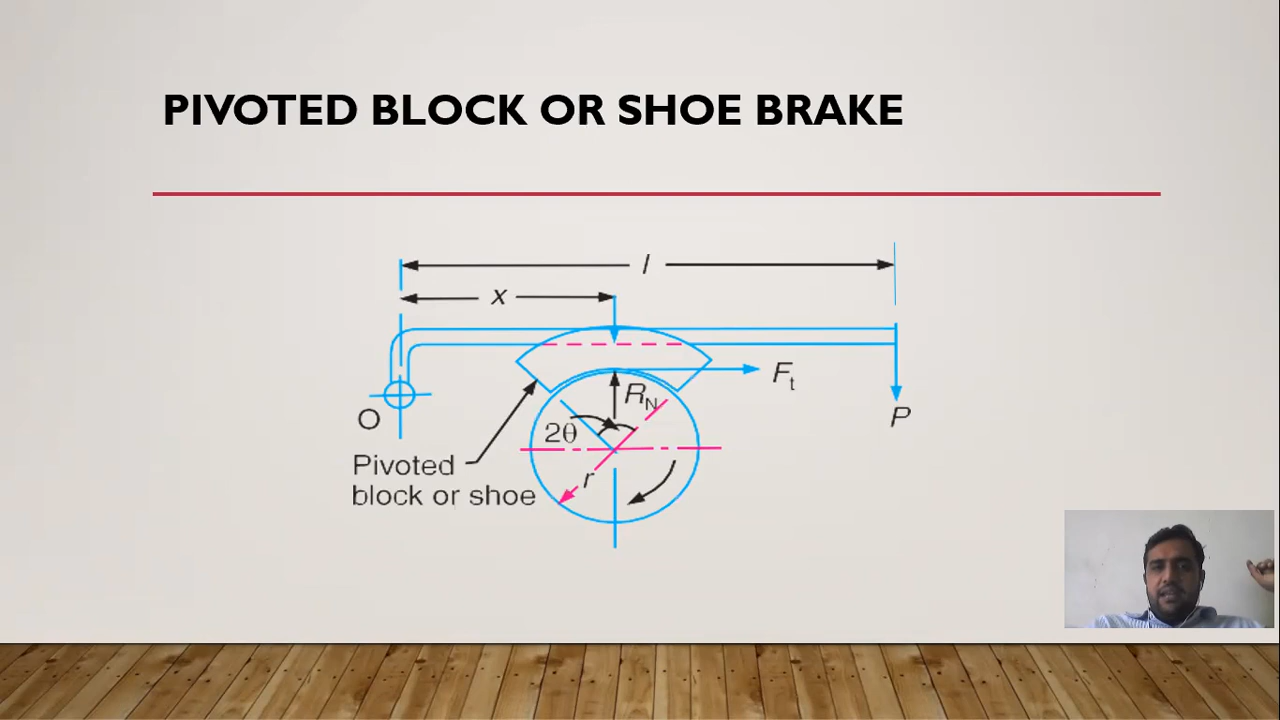 PIVOTED BLOCK OR SHOE BRAKE
l
x
Ft
RN
O
P
2θ
Pivoted
block or shoe
r